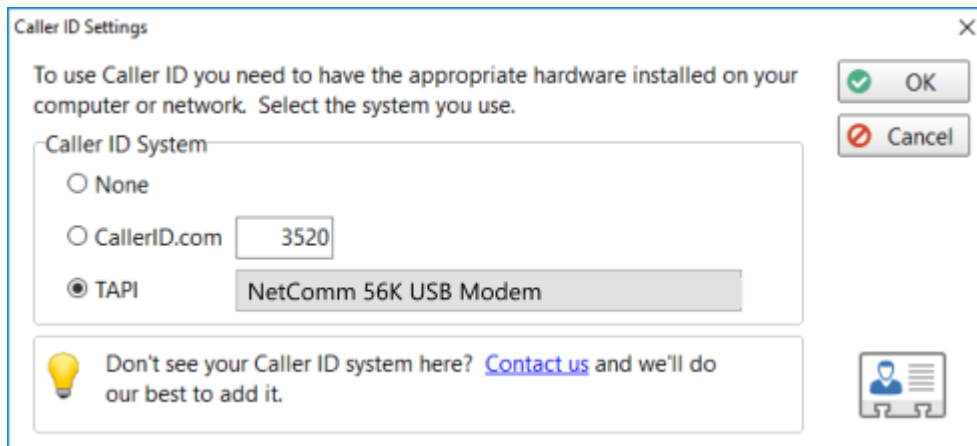 Caller ID Settings
To use Caller ID you need to have the appropriate hardware installed on your
computer or network. Select the system you use.
OK
Cancel
Caller ID System
None
CallerID.com 3520
TAPI NetComm 56K USB Modem
Don't see your Caller ID system here? Contact us and we'll do
our best to add it.